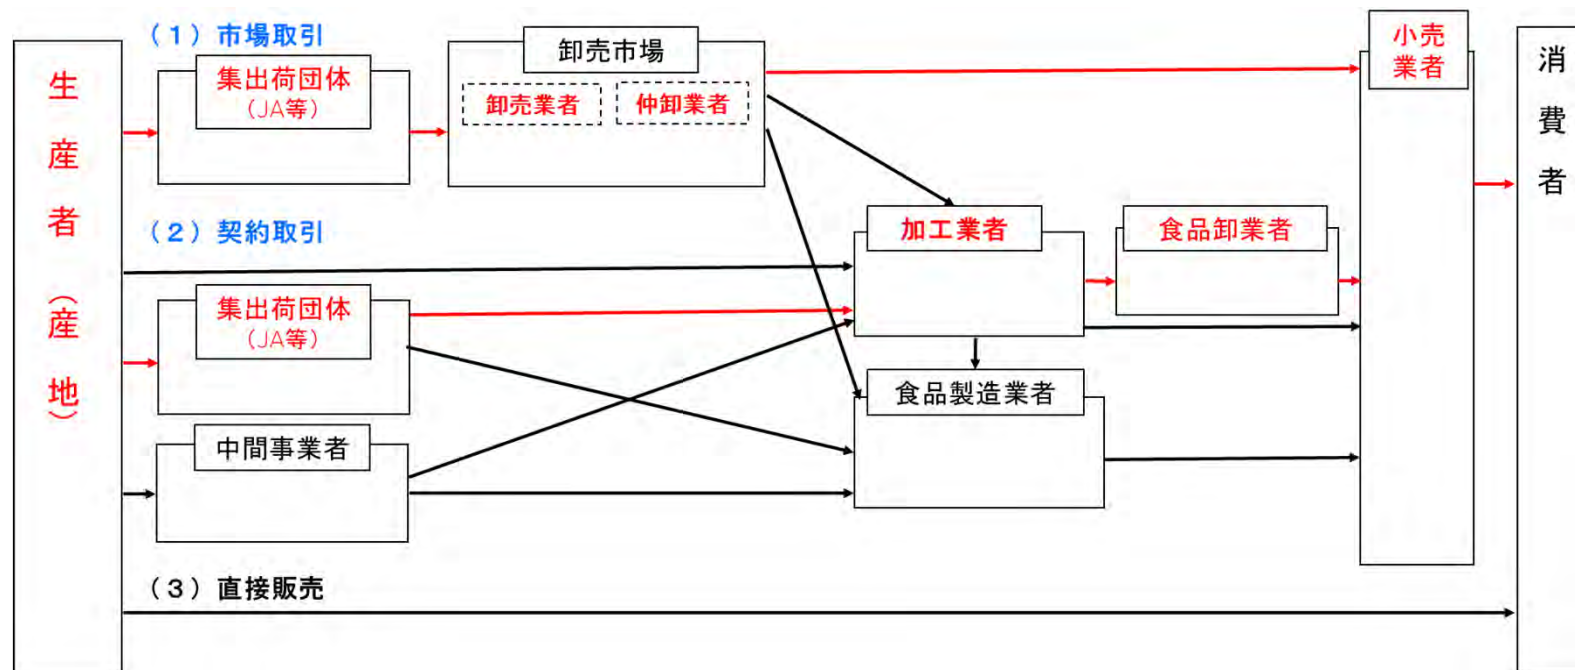 生産者（産地）
（１）市場取引
集出荷団体
（JA等）
卸売市場
卸売業者
仲卸業者
小売
業者
消費者
（２）契約取引
加工業者
食品卸業者
集出荷団体
（JA等）
食品製造業者
中間事業者
（３）直接販売